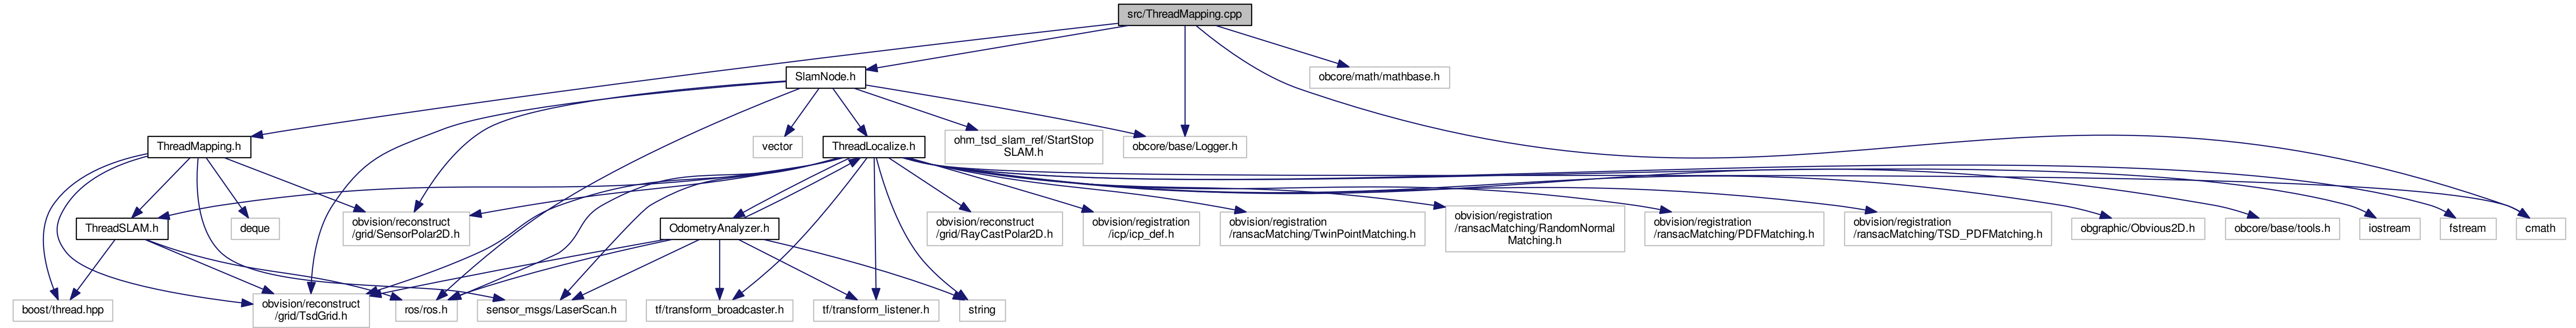 src/ThreadMapping.cpp
SlamNode.h
obcore/math/mathbase.h
ThreadMapping.h
vector
ThreadLocalize.h
ohm_tsd_slam_ref/StartStop
SLAM.h
obcore/base/Logger.h
ThreadSLAM.h
deque
obvision/reconstruct
/grid/SensorPolar2D.h
OdometryAnalyzer.h
obvision/reconstruct
/grid/RayCastPolar2D.h
obvision/registration
/icp/icp_def.h
obvision/registration
/ransacMatching/TwinPointMatching.h
obvision/registration
/ransacMatching/RandomNormal
Matching.h
obvision/registration
/ransacMatching/PDFMatching.h
obvision/registration
/ransacMatching/TSD_PDFMatching.h
obgraphic/Obvious2D.h
obcore/base/tools.h
iostream
fstream
cmath
boost/thread.hpp
obvision/reconstruct
/grid/TsdGrid.h
ros/ros.h
sensor_msgs/LaserScan.h
tf/transform_broadcaster.h
tf/transform_listener.h
string